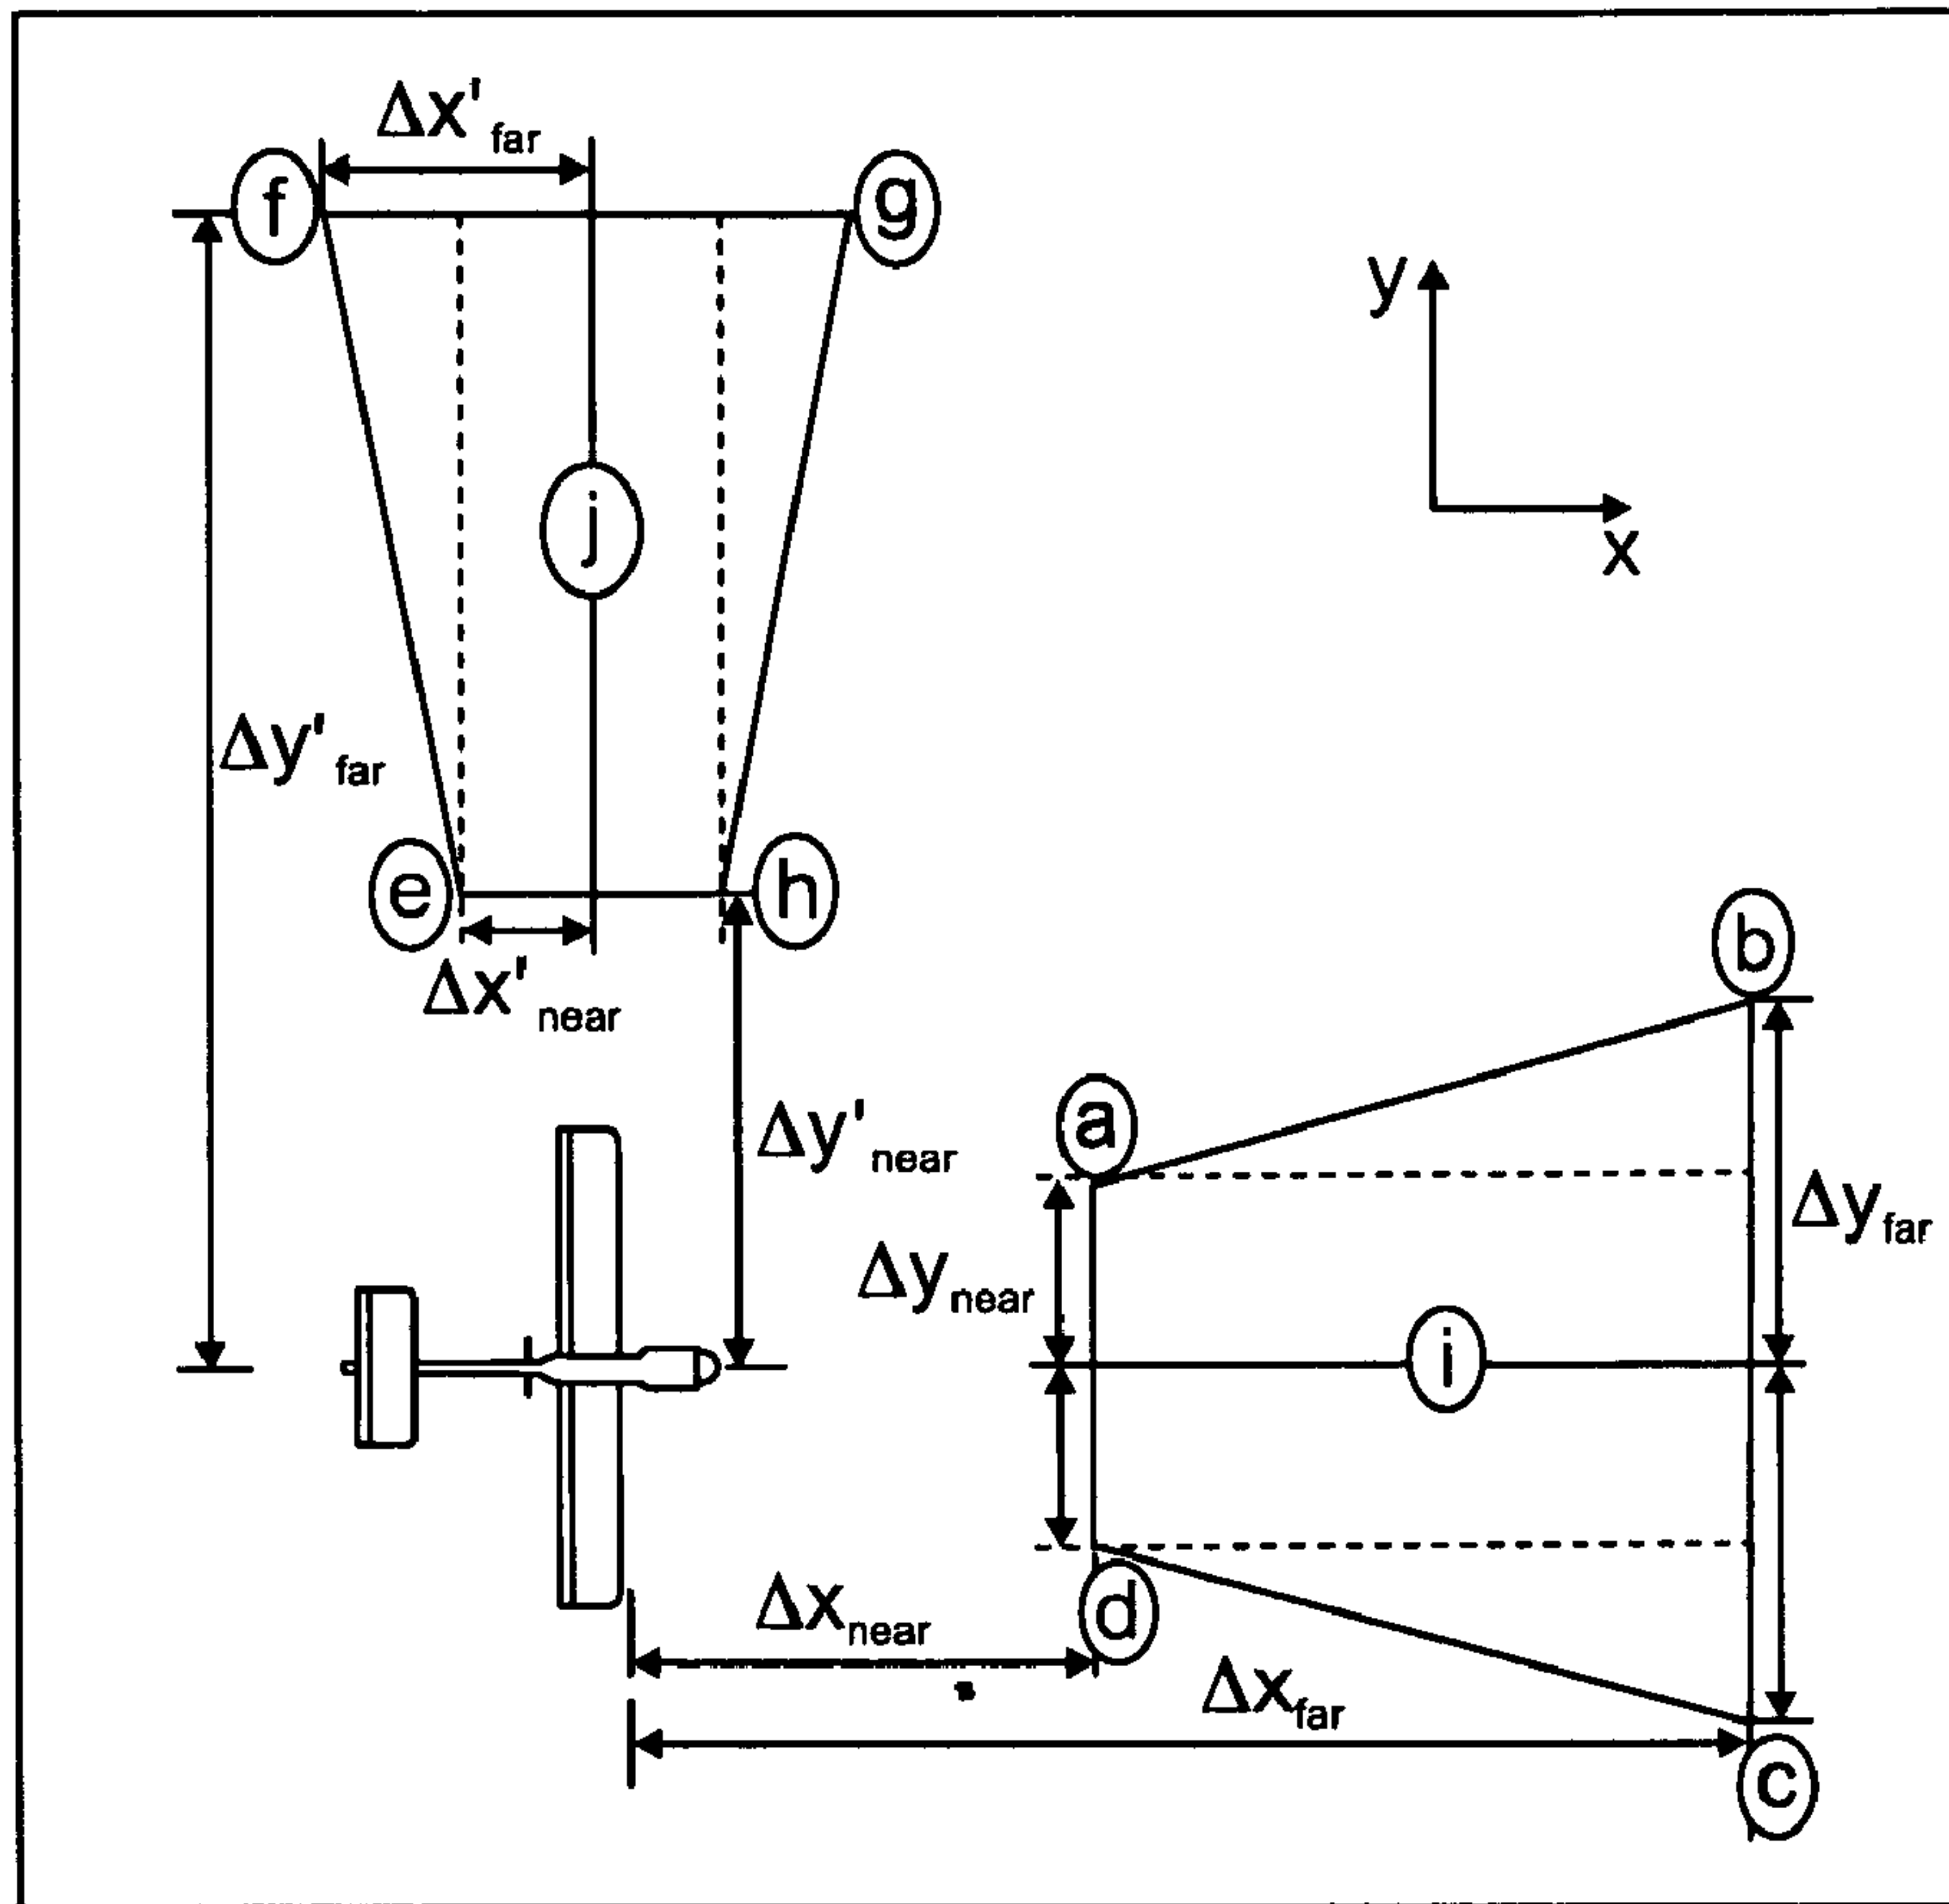 Δx'far
f
g
y
x
j
Δy'far
e
h
Δx'near
b
a
Δy'near
Δyfar
Δynear
i
d
Δxnear
Δxfar
c